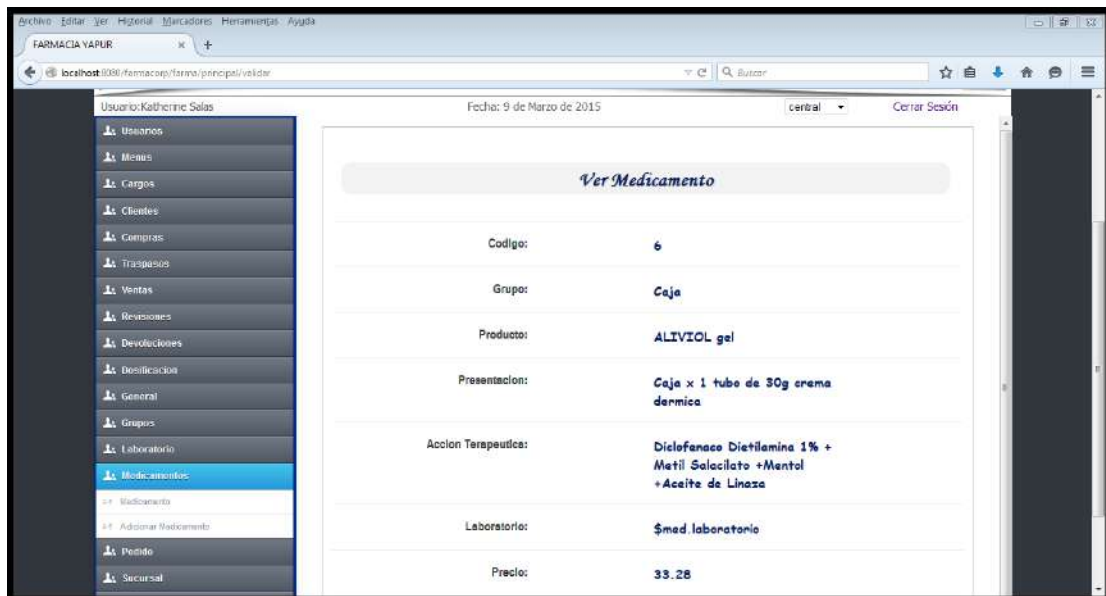 Archivo Editar Ver Historial Marcadores Herramientas Ayuda
FARMACIA YAPUR
localhost:8080/farmacorp/farma/principal/validar
Buscar
Usuario:Katherine Salas Fecha: 9 de Marzo de 2015 central Cerrar Sesión
Usuarios
Menus
Cargos
Clientes
Compras
Traspasos
Ventas
Revisiones
Devoluciones
Dosificacion
General
Grupos
Laboratorio
Medicamentos
Medicamento
Adicionar Medicamento
Pedido
Sucursal
Ver Medicamento
Codigo: 6
Grupo: Caja
Producto: ALIVIOL gel
Presentacion: Caja x 1 tubo de 30g crema
dermica
Accion Terapeutica: Diclofenaco Dietilamina 1% +
Metil Salacilato +Mentol
+Aceite de Linaza
Laboratorio: $med.laboratorio
Precio: 33.28